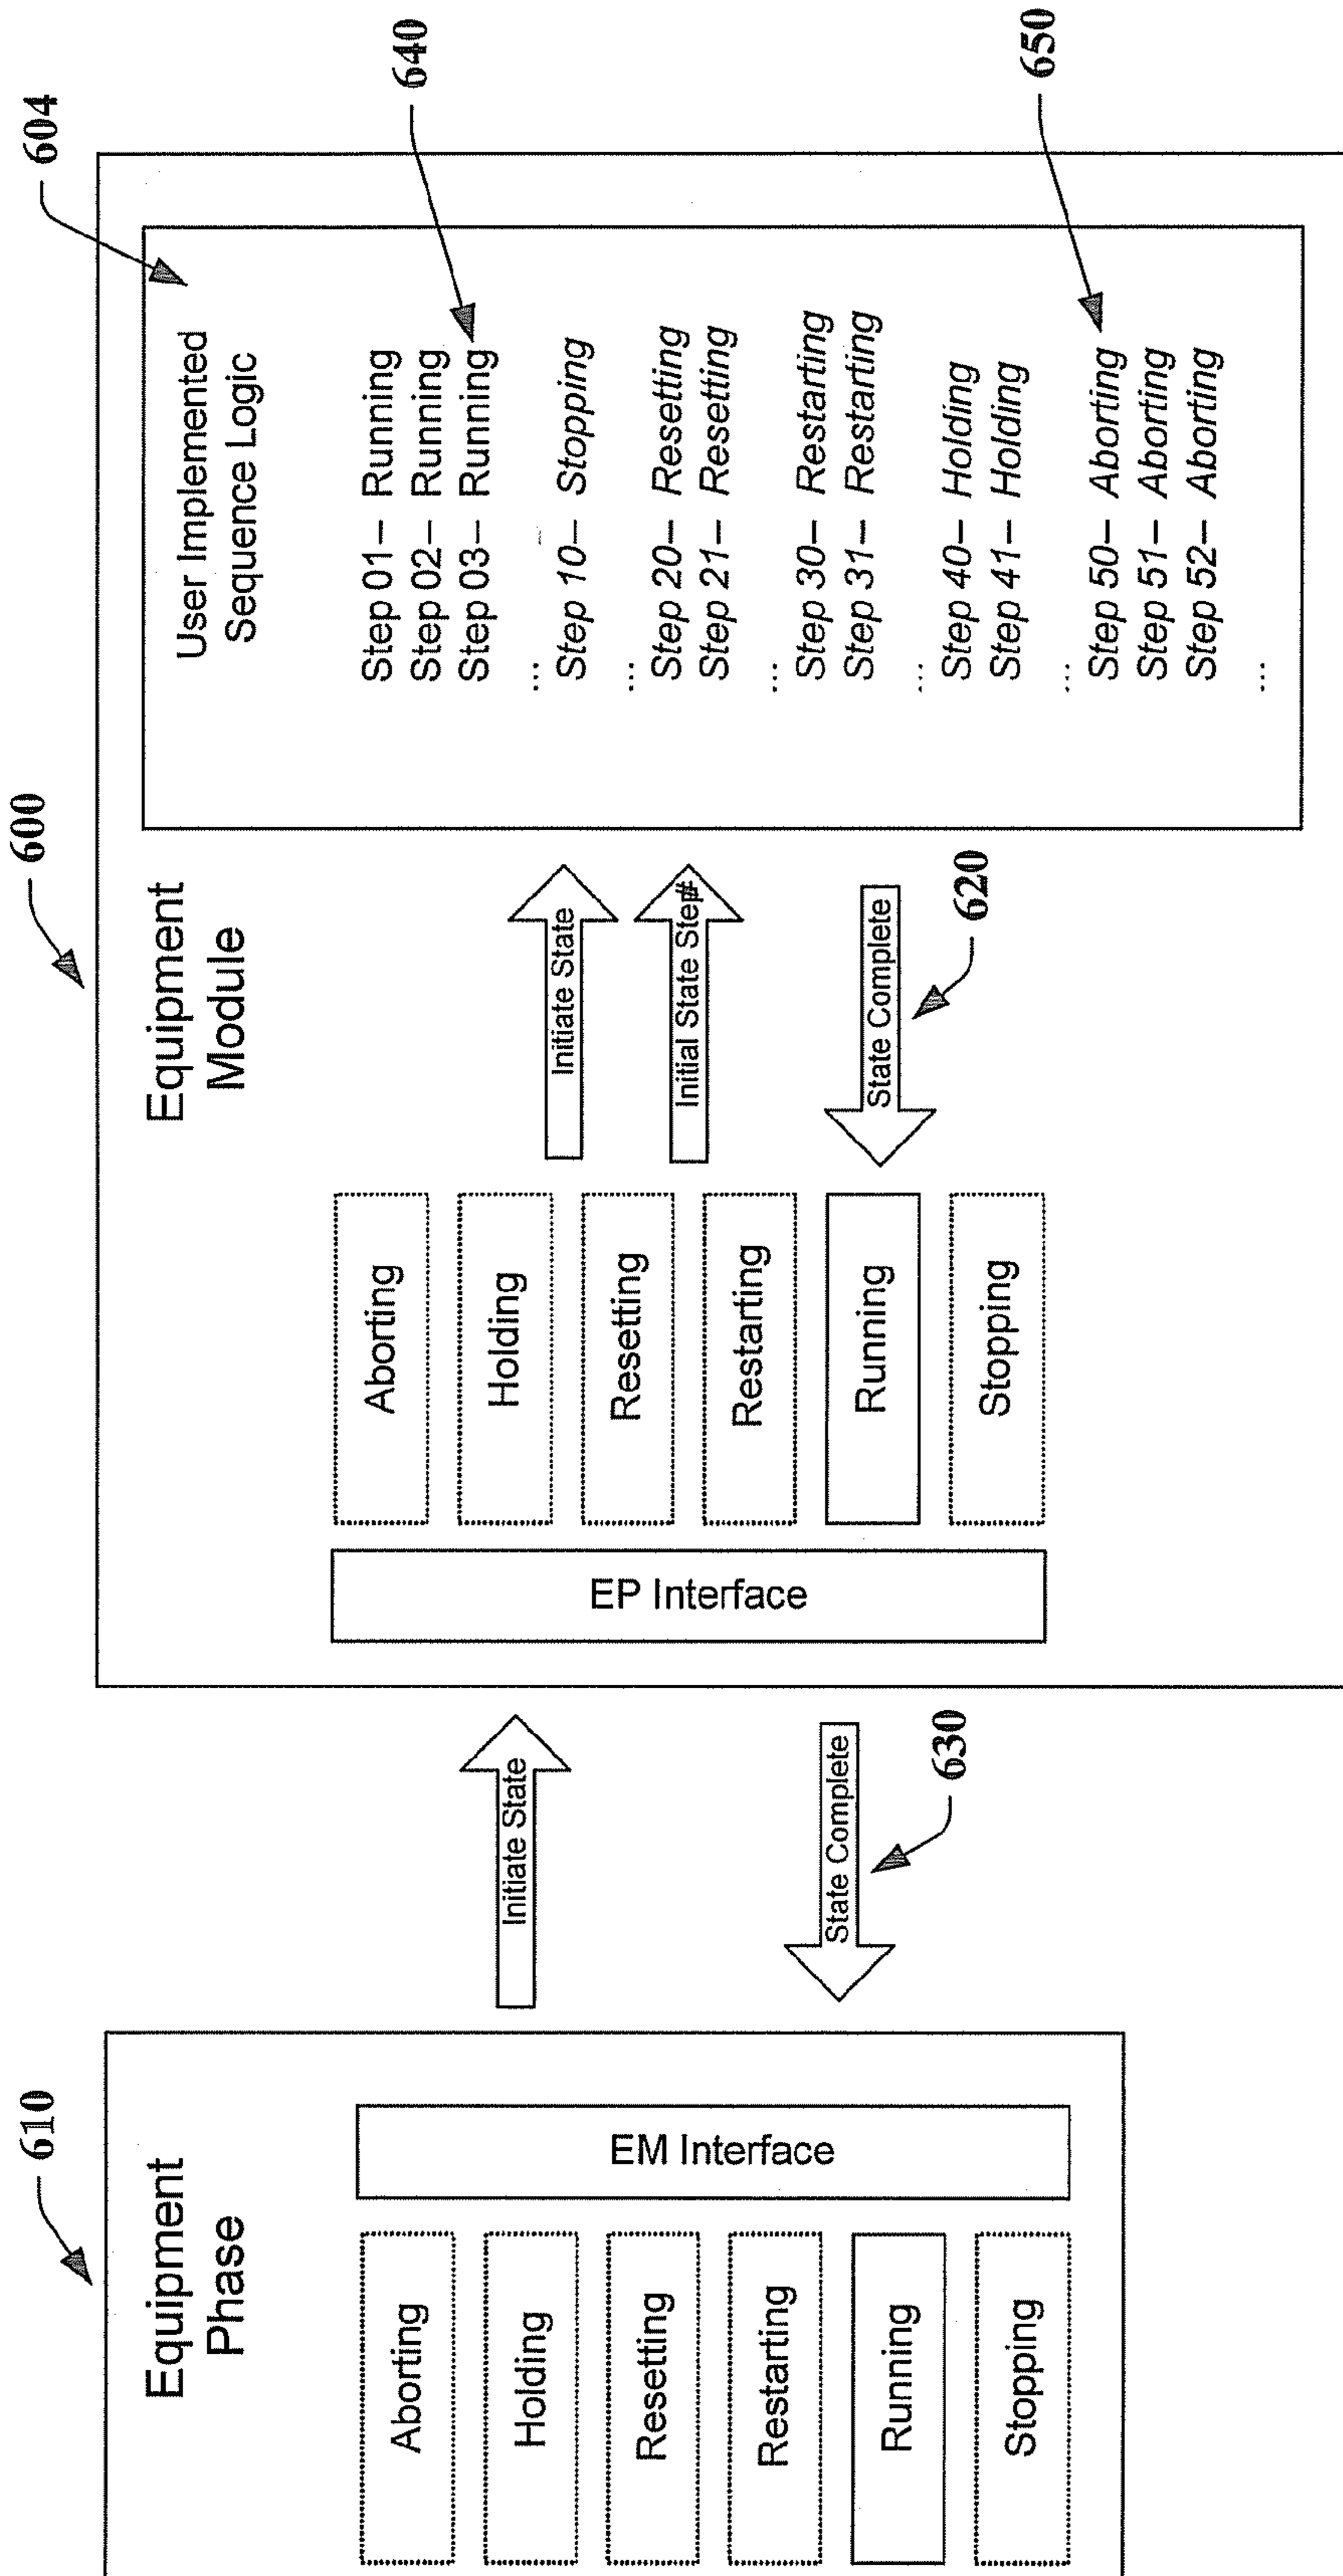 610
Equipment
Phase
Aborting
Holding
Resetting
Restarting
Running
Stopping
EM Interface
Initiate State
State Complete
630
600
Equipment
Module
EP Interface
Aborting
Holding
Resetting
Restarting
Running
Stopping
Initiate State
Initial State Step#
State Complete
620
604
User Implemented
Sequence Logic
Step 01– Running
Step 02– Running
Step 03– Running
640
...
Step 10– Stopping
...
Step 20– Resetting
Step 21– Resetting
...
Step 30– Restarting
Step 31– Restarting
...
Step 40– Holding
Step 41– Holding
...
Step 50– Aborting
Step 51– Aborting
Step 52– Aborting
650
...